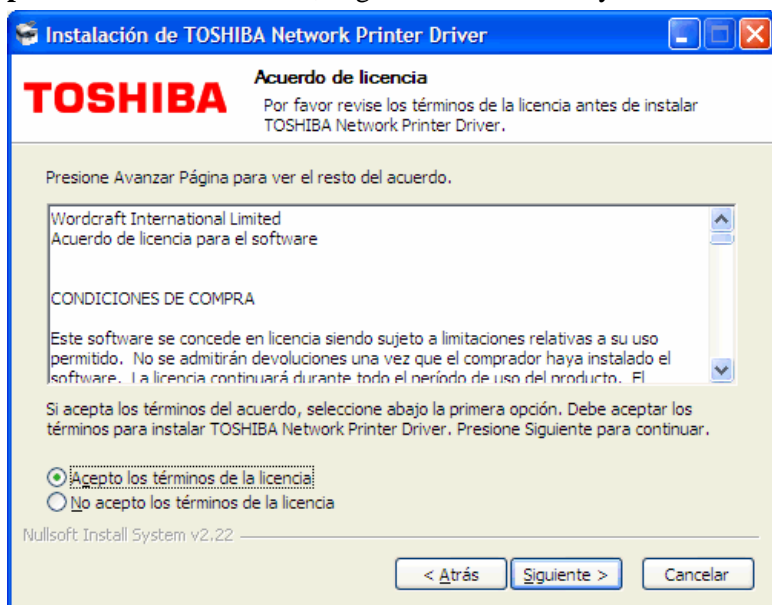 Instalación de TOSHIBA Network Printer Driver
TOSHIBA
Acuerdo de licencia
Por favor revise los términos de la licencia antes de instalar
TOSHIBA Network Printer Driver.
Presione Avanzar Página para ver el resto del acuerdo.
Wordcraft International Limited
Acuerdo de licencia para el software
CONDICIONES DE COMPRA
Este software se concede en licencia siendo sujeto a limitaciones relativas a su uso
permitido. No se admitirán devoluciones una vez que el comprador haya instalado el
software. La licencia continuará durante todo el período de uso del producto. El
Si acepta los términos del acuerdo, seleccione abajo la primera opción. Debe aceptar los
términos para instalar TOSHIBA Network Printer Driver. Presione Siguiente para continuar.
Acepto los términos de la licencia
No acepto los términos de la licencia
Nullsoft Install System v2.22
< Atrás
Siguiente >
Cancelar